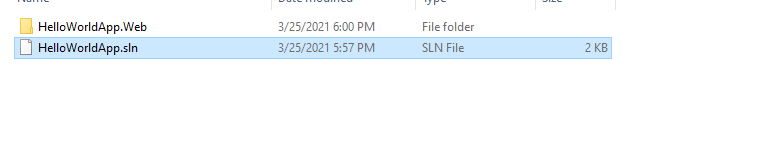 Name Date modified Type Size
HelloWorldApp.Web 3/25/2021 6:00 PM File folder
HelloWorldApp.sln 3/25/2021 5:57 PM SLN File 2 KB